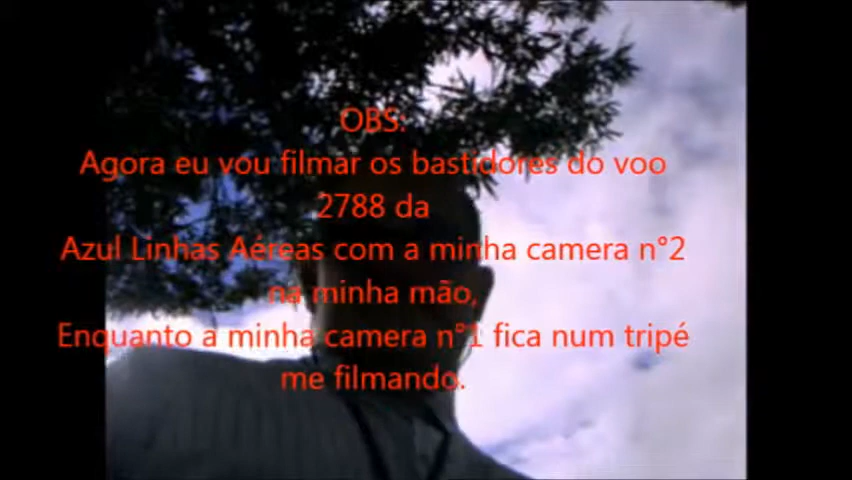 OBS:
Agora eu vou filmar os bastidores do voo
2788 da
Azul Linhas Aéreas com a minha camera n°2
na minha mão,
Enquanto a minha camera n°1 fica num tripé
me filmando.